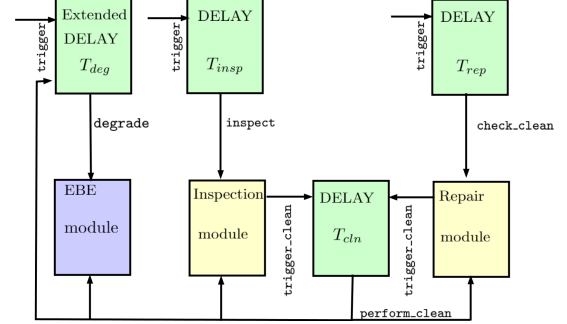 Extended
DELAY
T_deg
trigger
DELAY
T_insp
trigger
DELAY
T_rep
trigger
degrade
inspect
check_clean
EBE
module
Inspection
module
trigger_clean
DELAY
T_cln
trigger_clean
Repair
module
perform_clean